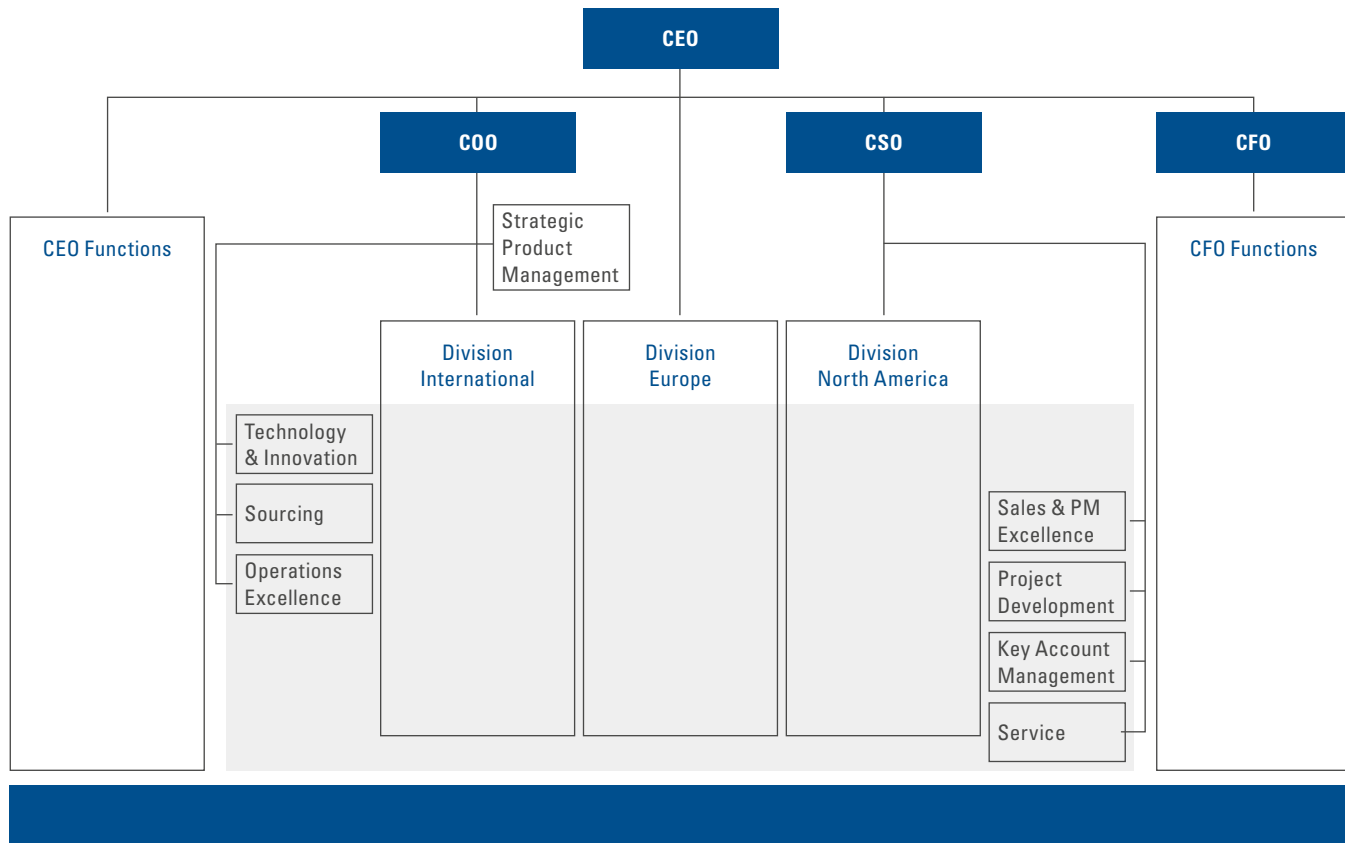 CEO
COO
CSO
CFO
CEO Functions
Strategic
Product
Management
CFO Functions
Division
International
Division
Europe
Division
North America
Technology
& Innovation
Sourcing
Operations
Excellence
Sales & PM
Excellence
Project
Development
Key Account
Management
Service